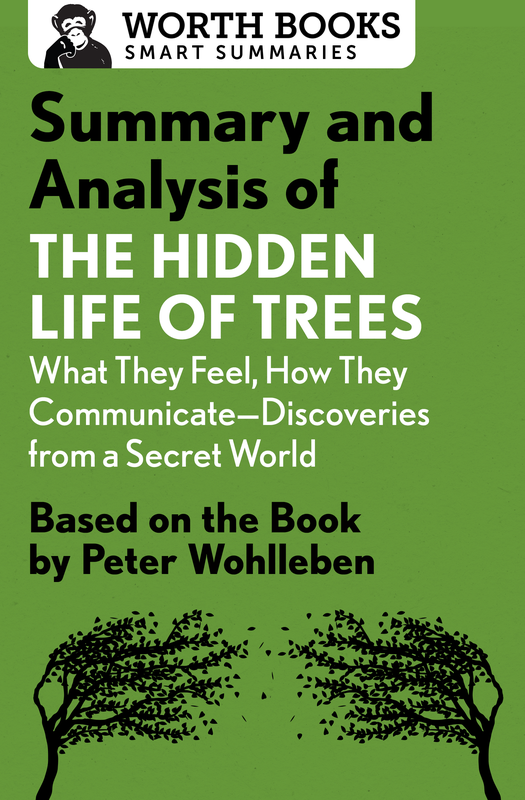 WORTH BOOKS
SMART SUMMARIES
Summary and
Analysis of
THE HIDDEN
LIFE OF TREES
What They Feel, How They
Communicate—Discoveries
from a Secret World
Based on the Book
by Peter Wohlleben